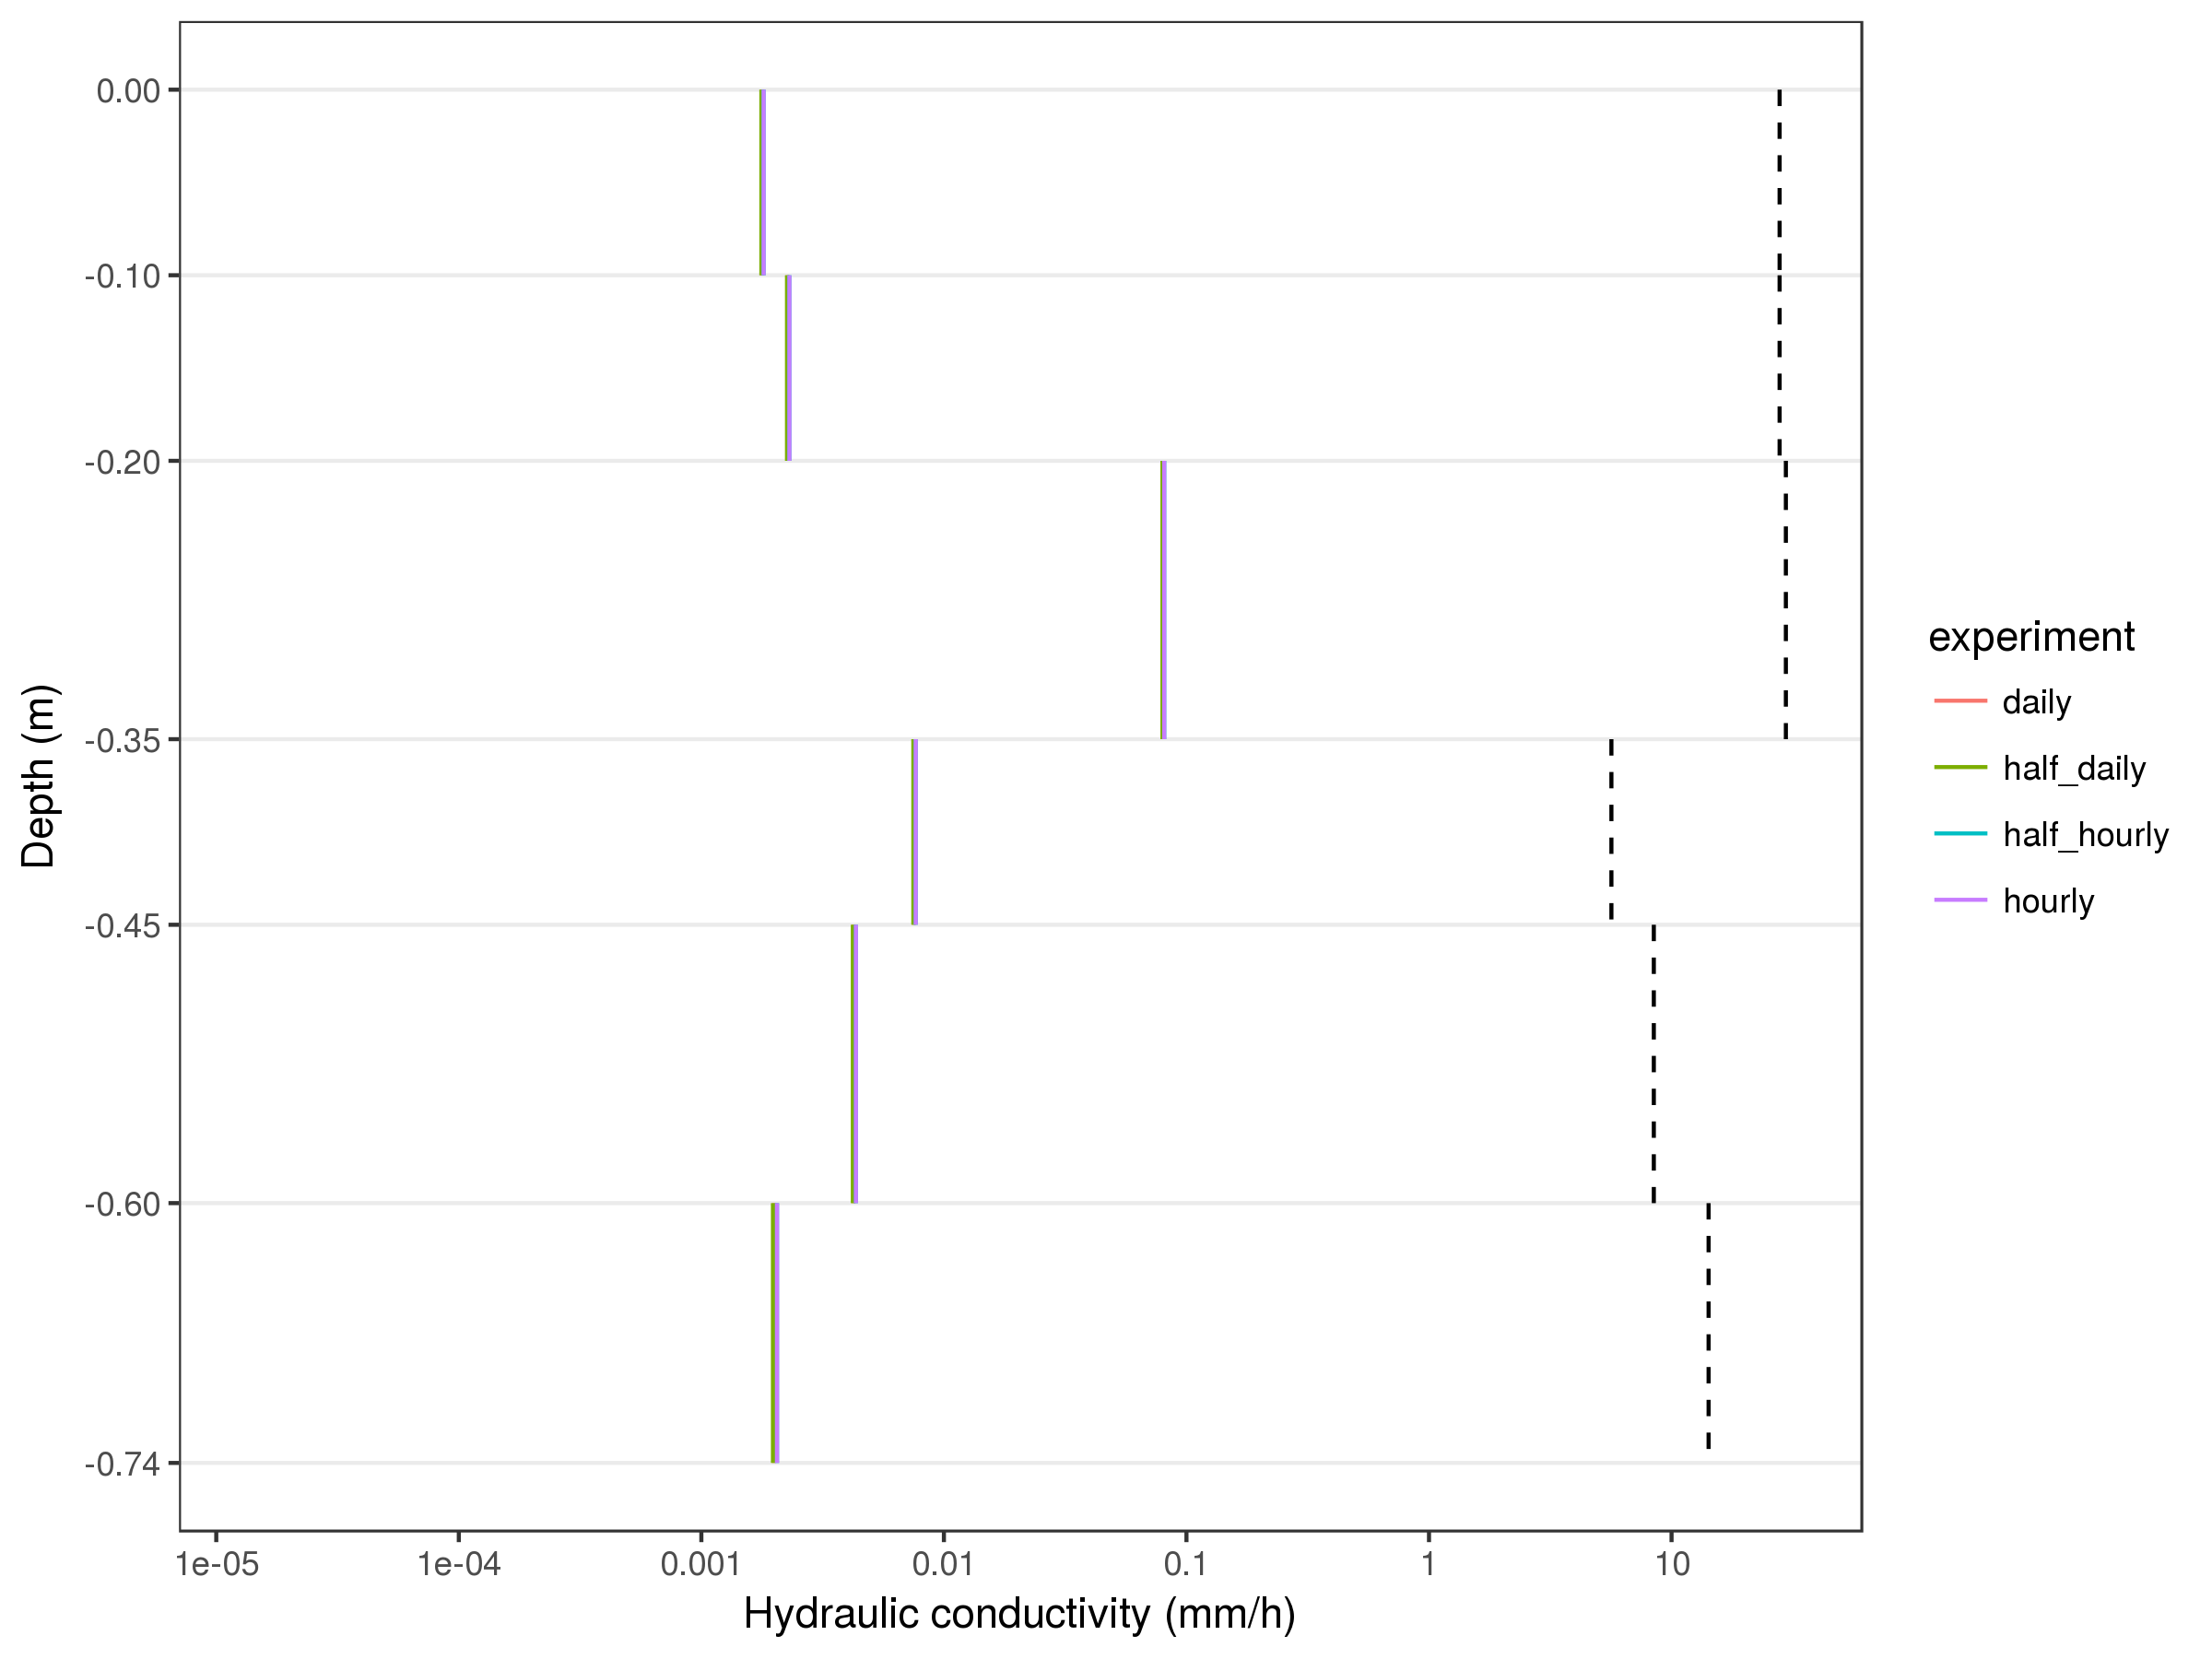 0.00
-0.10
-0.20
-0.35
-0.45
-0.60
-0.74
Depth (m)
1e-05 1e-04 0.001 0.01 0.1 1 10
Hydraulic conductivity (mm/h)
experiment
daily
half_daily
half_hourly
hourly